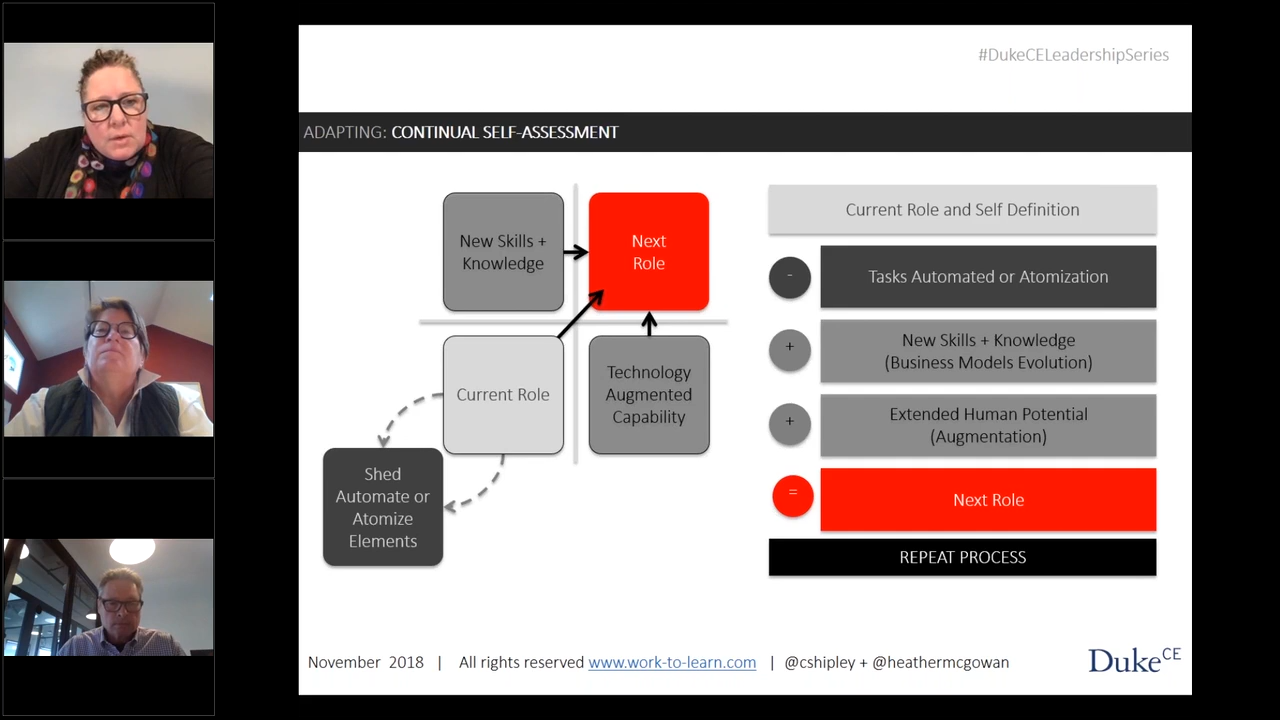 #DukeCELeadershipSeries
ADAPTING: CONTINUAL SELF-ASSESSMENT
New Skills +
Knowledge
Next
Role
Current Role
Technology
Augmented
Capability
Shed
Automate or
Atomize
Elements
Current Role and Self Definition
-
Tasks Automated or Atomization
+
New Skills + Knowledge
(Business Models Evolution)
+
Extended Human Potential
(Augmentation)
=
Next Role
REPEAT PROCESS
November 2018 | All rights reserved www.work-to-learn.com | @cshipley + @heathermcgowan
Duke CE